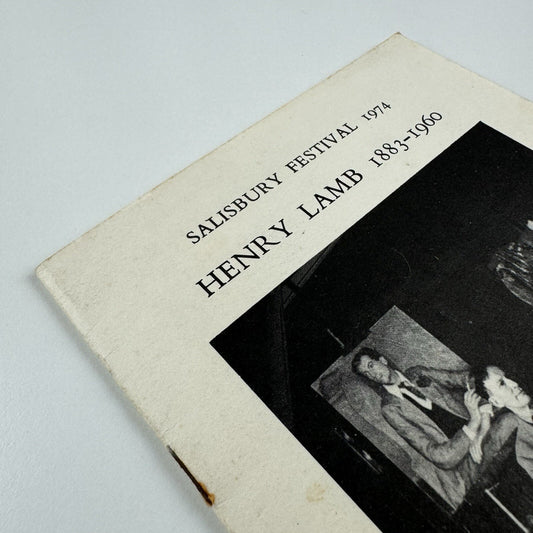 SALISBURY FESTIVAL 1974
HENRY LAMB 1883-1960